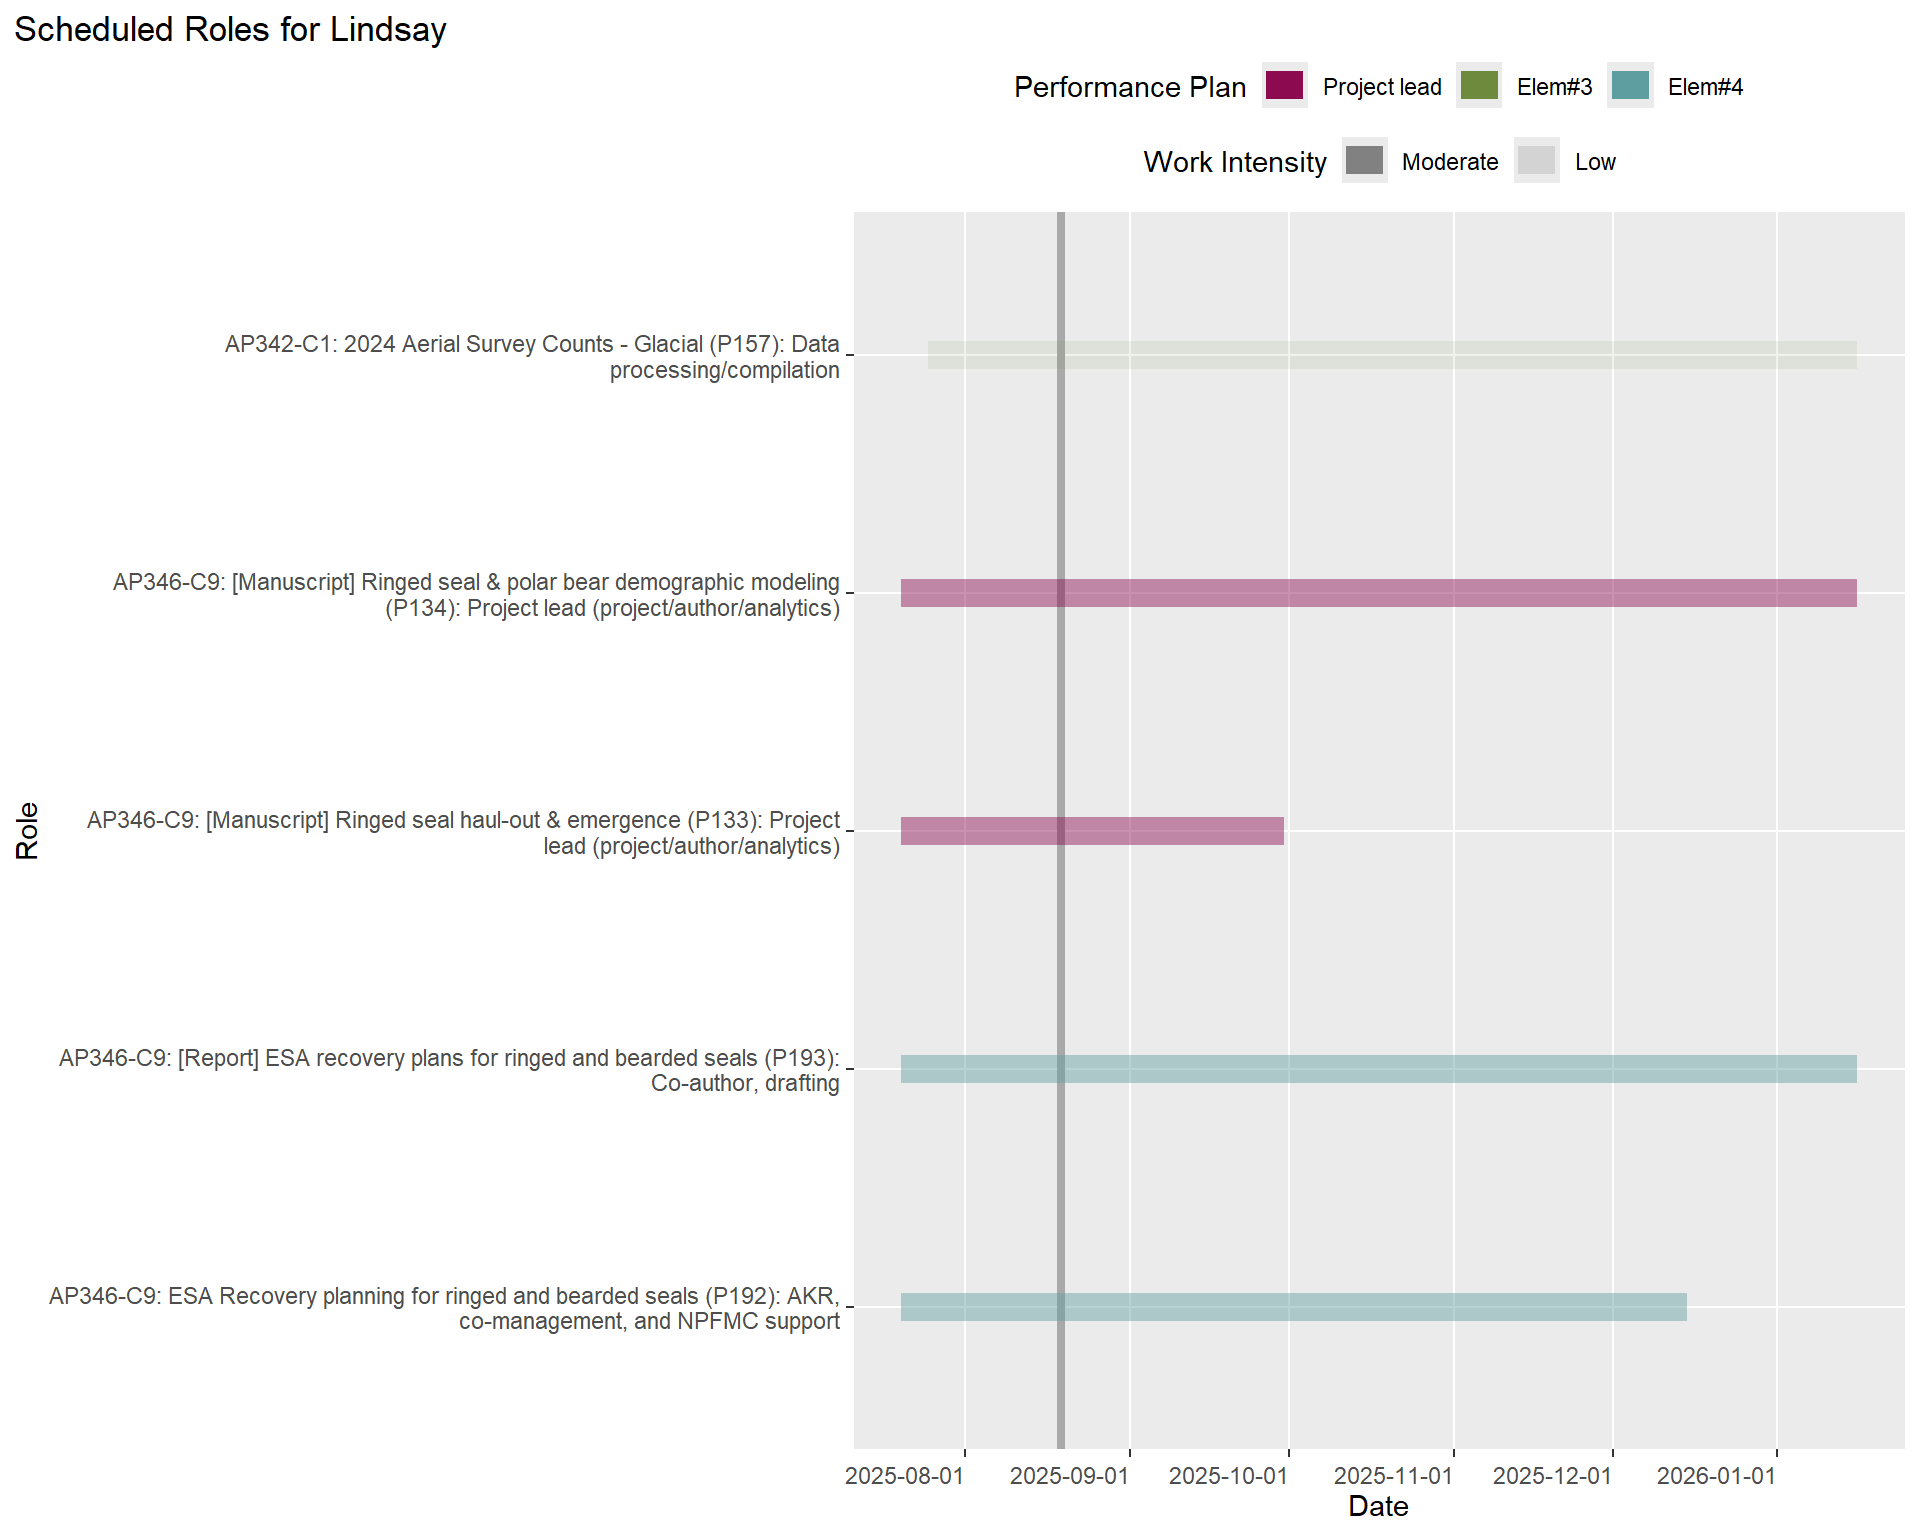 Scheduled Roles for Lindsay
Performance Plan Project lead Elem#3 Elem#4
Work Intensity Moderate Low
AP342-C1: 2024 Aerial Survey Counts - Glacial (P157): Data
processing/compilation
AP346-C9: [Manuscript] Ringed seal & polar bear demographic modeling
(P134): Project lead (project/author/analytics)
AP346-C9: [Manuscript] Ringed seal haul-out & emergence (P133): Project
lead (project/author/analytics)
AP346-C9: [Report] ESA recovery plans for ringed and bearded seals (P193):
Co-author, drafting
AP346-C9: ESA Recovery planning for ringed and bearded seals (P192): AKR,
co-management, and NPFMC support
Role
2025-08-01 2025-09-01 2025-10-01 2025-11-01 2025-12-01 2026-01-01
Date